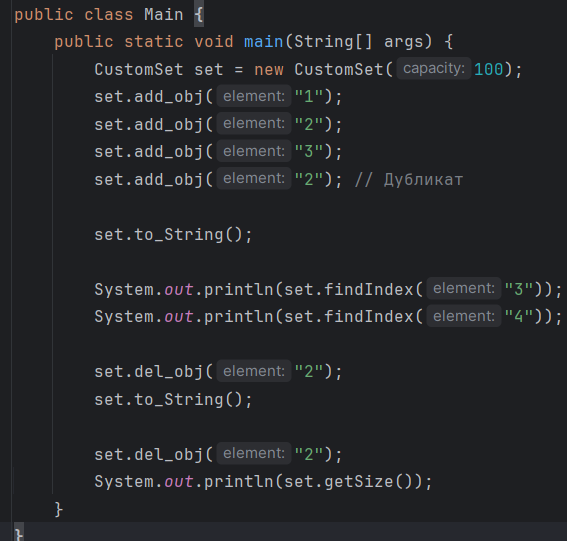 public class Main {
public static void main(String[] args) {
CustomSet set = new CustomSet( capacity: 100);
set.add_obj( element: "1");
set.add_obj( element: "2");
set.add_obj( element: "3");
set.add_obj( element: "2"); // Дубликат
set.to_String();
System.out.println(set.findIndex( element: "3"));
System.out.println(set.findIndex( element: "4"));
set.del_obj( element: "2");
set.to_String();
set.del_obj( element: "2");
System.out.println(set.getSize());
}
}